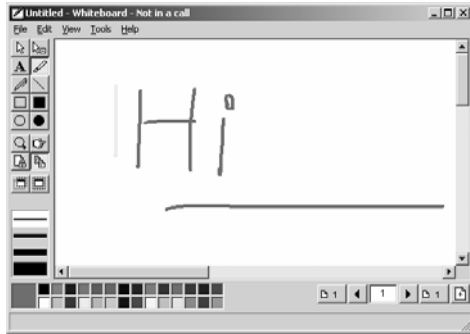 Untitled - Whiteboard - Not in a call
File Edit View Tools Help
A
Hi
1 1 1